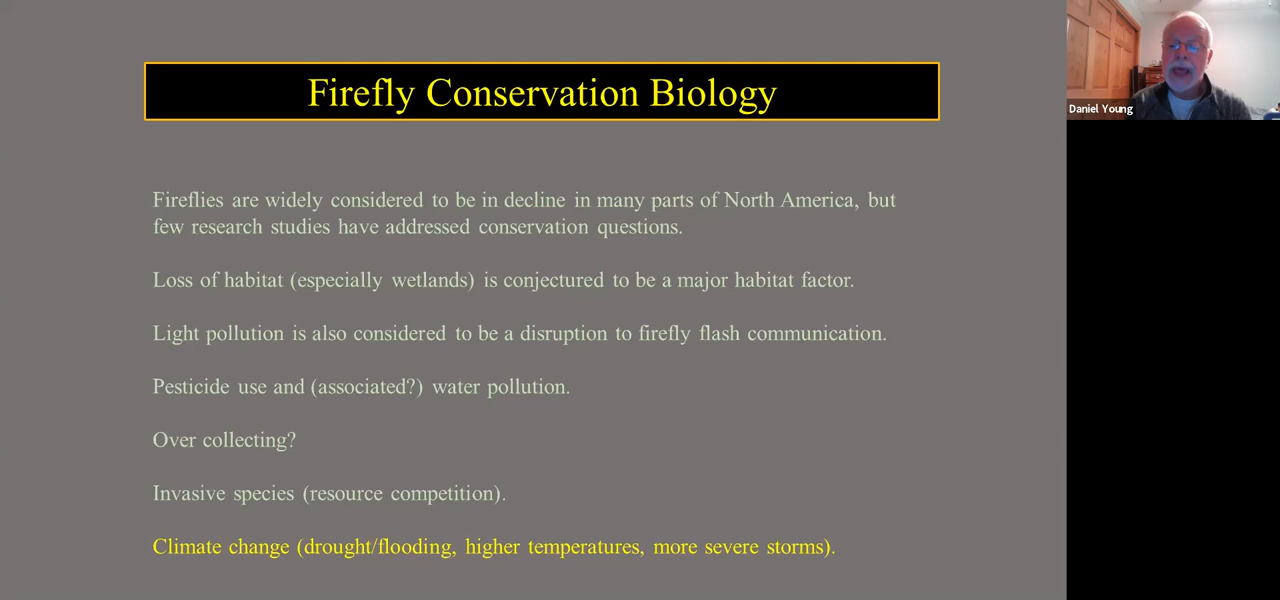 Firefly Conservation Biology
Daniel Young
Fireflies are widely considered to be in decline in many parts of North America, but
few research studies have addressed conservation questions.
Loss of habitat (especially wetlands) is conjectured to be a major habitat factor.
Light pollution is also considered to be a disruption to firefly flash communication.
Pesticide use and (associated?) water pollution.
Over collecting?
Invasive species (resource competition).
Climate change (drought/flooding, higher temperatures, more severe storms).